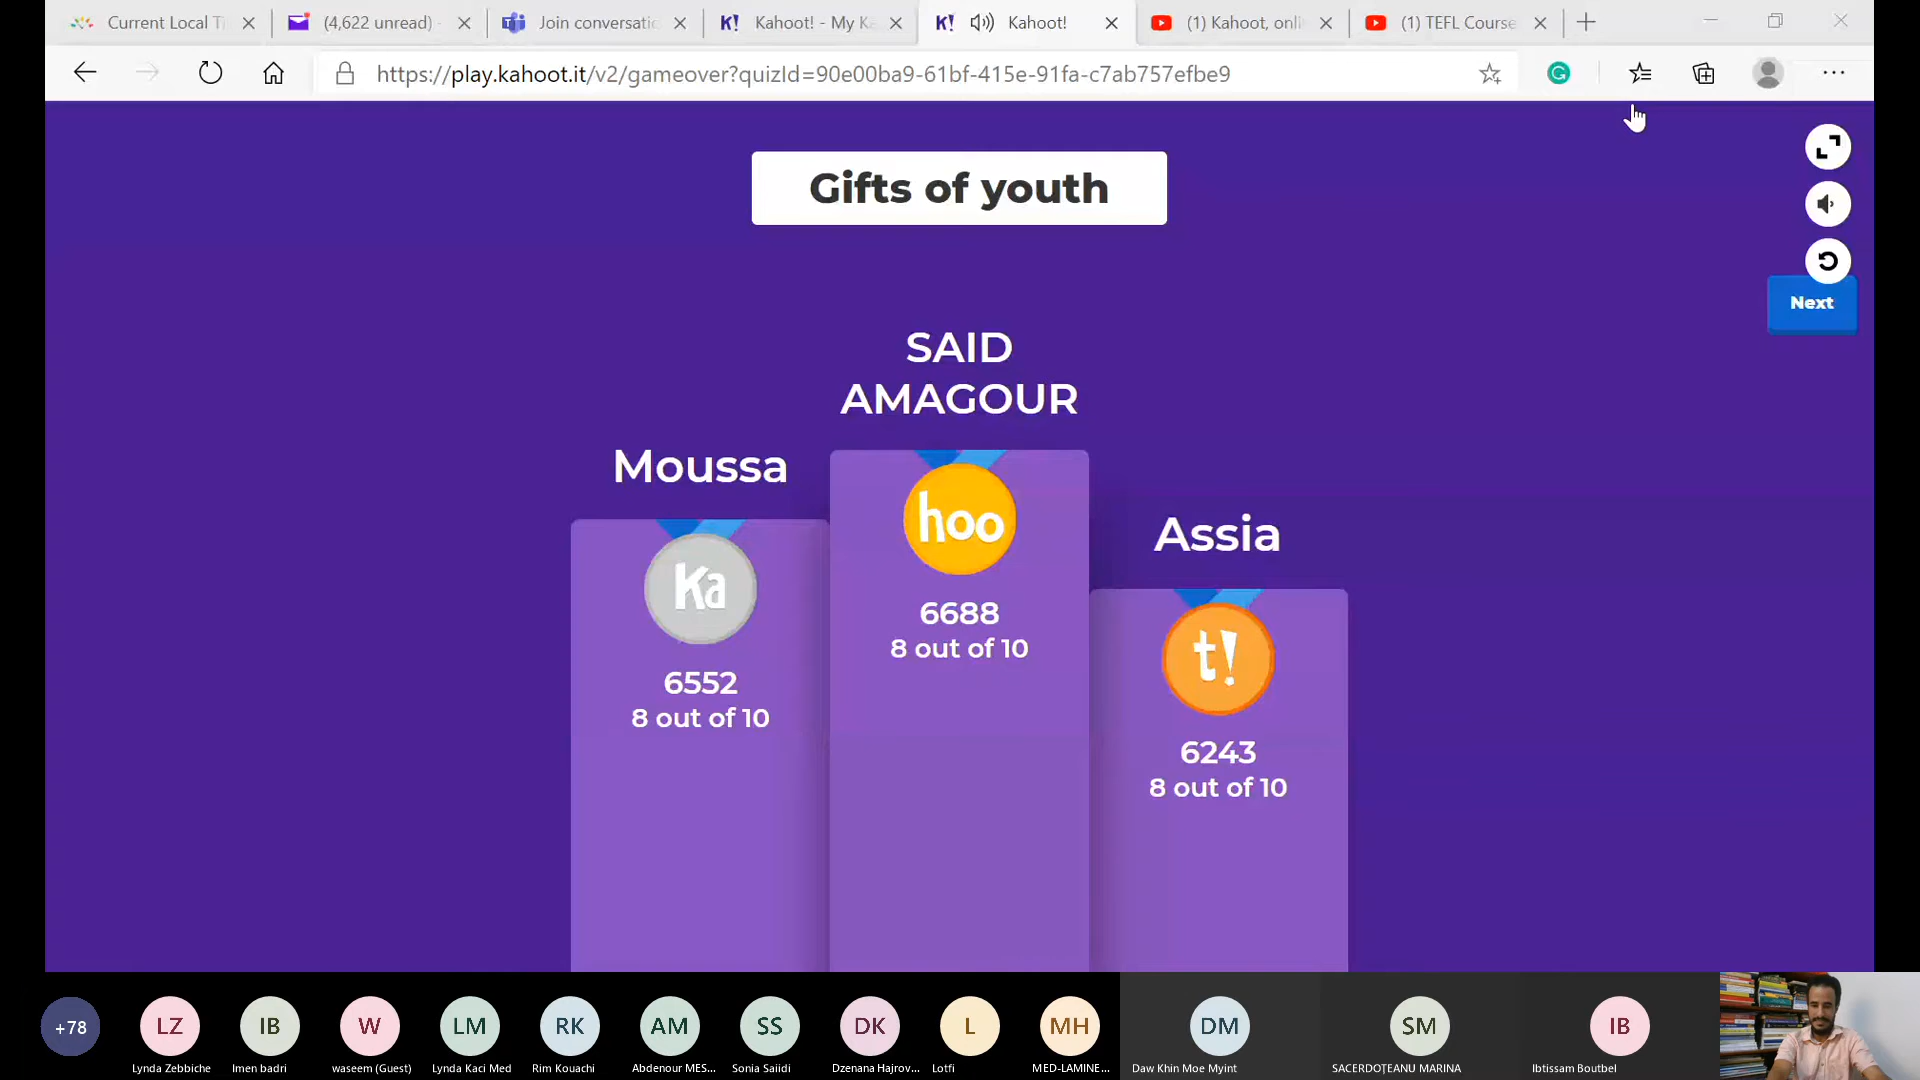 Current Local T
(4,622 unread) -
Join conversatic
K! Kahoot! - My K
K! Kahoot!
(1) Kahoot, onli
(1) TEFL Course
https://play.kahoot.it/v2/gameover?quizId=90e00ba9-61bf-415e-91fa-c7ab757efbe9
Gifts of youth
Next
SAID
AMAGOUR
Moussa
Assia
hoo
6688
8 out of 10
Ka
6552
8 out of 10
t!
6243
8 out of 10
+78
LZ
IB
W
LM
RK
AM
SS
DK
L
MH
DM
SM
IB
Lynda Zebbiche
Imen badri
waseem (Guest)
Lynda Kaci Med
Rim Kouachi
Abdenour MES...
Sonia Saiidi
Dzenana Hajrov...
Lotfi
MED-LAMINE...
Daw Khin Moe Myint
SACERDOȚEANU MARINA
Ibtissam Boutbel